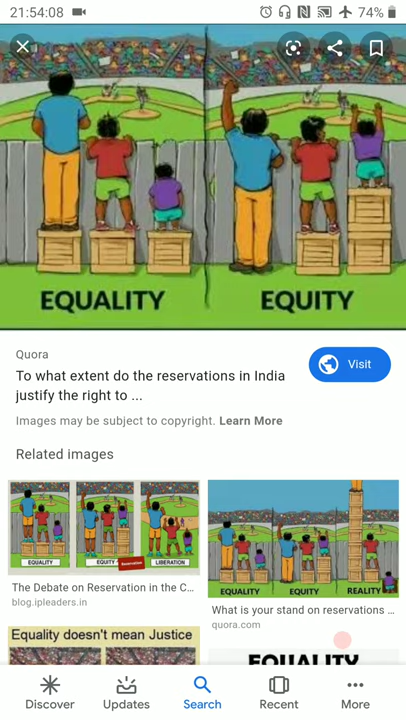 21:54:08
74%
EQUALITY
EQUITY
Quora
To what extent do the reservations in India
justify the right to ...
Visit
Images may be subject to copyright. Learn More
Related images
EQUALITY
EQUITY
Reservation
LIBERATION
The Debate on Reservation in the C...
blog.ipleaders.in
EQUALITY
EQUITY
REALITY
What is your stand on reservations ...
quora.com
Equality doesn't mean Justice
EQUALITY
Discover
Updates
Search
Recent
More